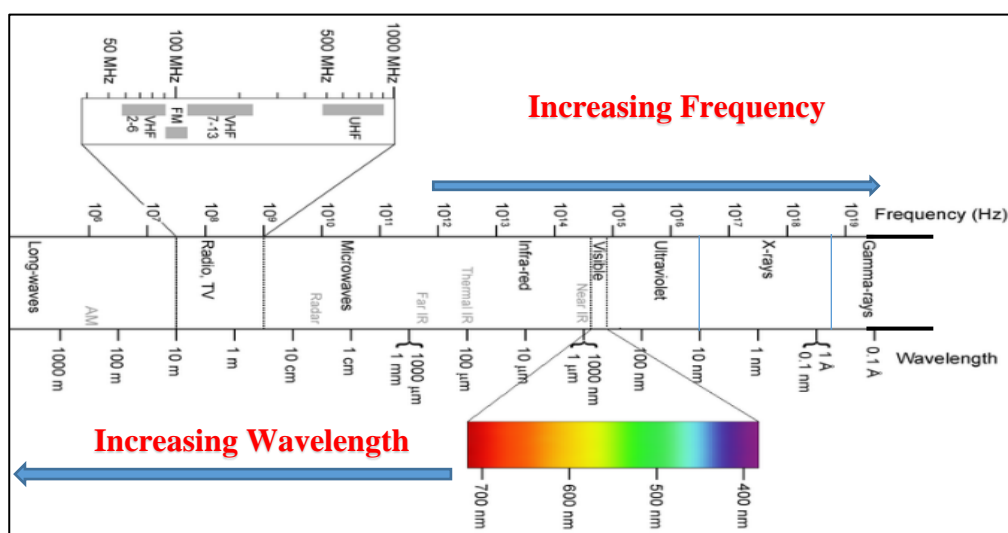 50 MHz
100 MHz
500 MHz
1000 MHz
VHF
2-6
FM
VHF
7-13
UHF
Increasing Frequency
10⁶
10⁷
10⁸
10⁹
10¹⁰
10¹¹
10¹²
10¹³
10¹⁴
10¹⁵
10¹⁶
10¹⁷
10¹⁸
10¹⁹
Frequency (Hz)
Long-waves
Radio, TV
Microwaves
Infra-red
Visible
Ultraviolet
X-rays
Gamma-rays
AM
Radar
Far IR
Thermal IR
Near IR
1000 m
100 m
10 m
1 m
10 cm
1 cm
1000 µm
1 mm
100 µm
10 µm
1000 nm
1 µm
100 nm
10 nm
1 nm
1 Å
0.1 nm
0.1 Å
Wavelength
Increasing Wavelength
700 nm
600 nm
500 nm
400 nm